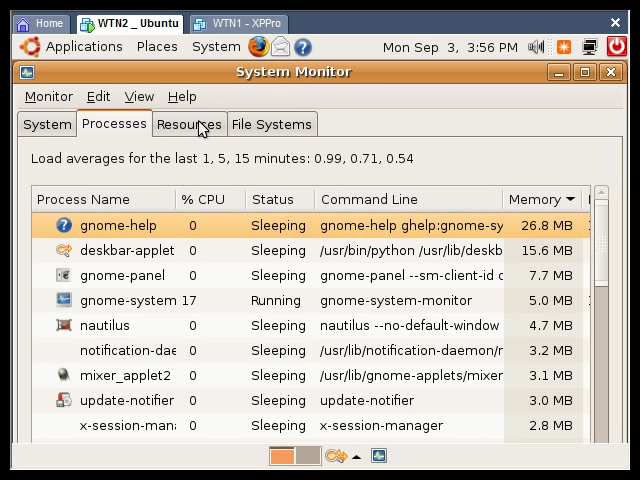 Home WTN2 _ Ubuntu WTN1 - XPPro
Applications Places System Mon Sep 3, 3:56 PM
System Monitor
Monitor Edit View Help
System Processes Resources File Systems
Load averages for the last 1, 5, 15 minutes: 0.99, 0.71, 0.54
Process Name % CPU Status Command Line Memory
gnome-help 0 Sleeping gnome-help ghelp:gnome-sy 26.8 MB
deskbar-applet 0 Sleeping /usr/bin/python /usr/lib/deskb 15.6 MB
gnome-panel 0 Sleeping gnome-panel --sm-client-id 7.7 MB
gnome-system 17 Running gnome-system-monitor 5.0 MB
nautilus 0 Sleeping nautilus --no-default-window 4.7 MB
notification-dae 0 Sleeping /usr/lib/notification-daemon/ 3.2 MB
mixer_applet2 0 Sleeping /usr/lib/gnome-applets/mixer 3.1 MB
update-notifier 0 Sleeping update-notifier 3.0 MB
x-session-man 0 Sleeping x-session-manager 2.8 MB